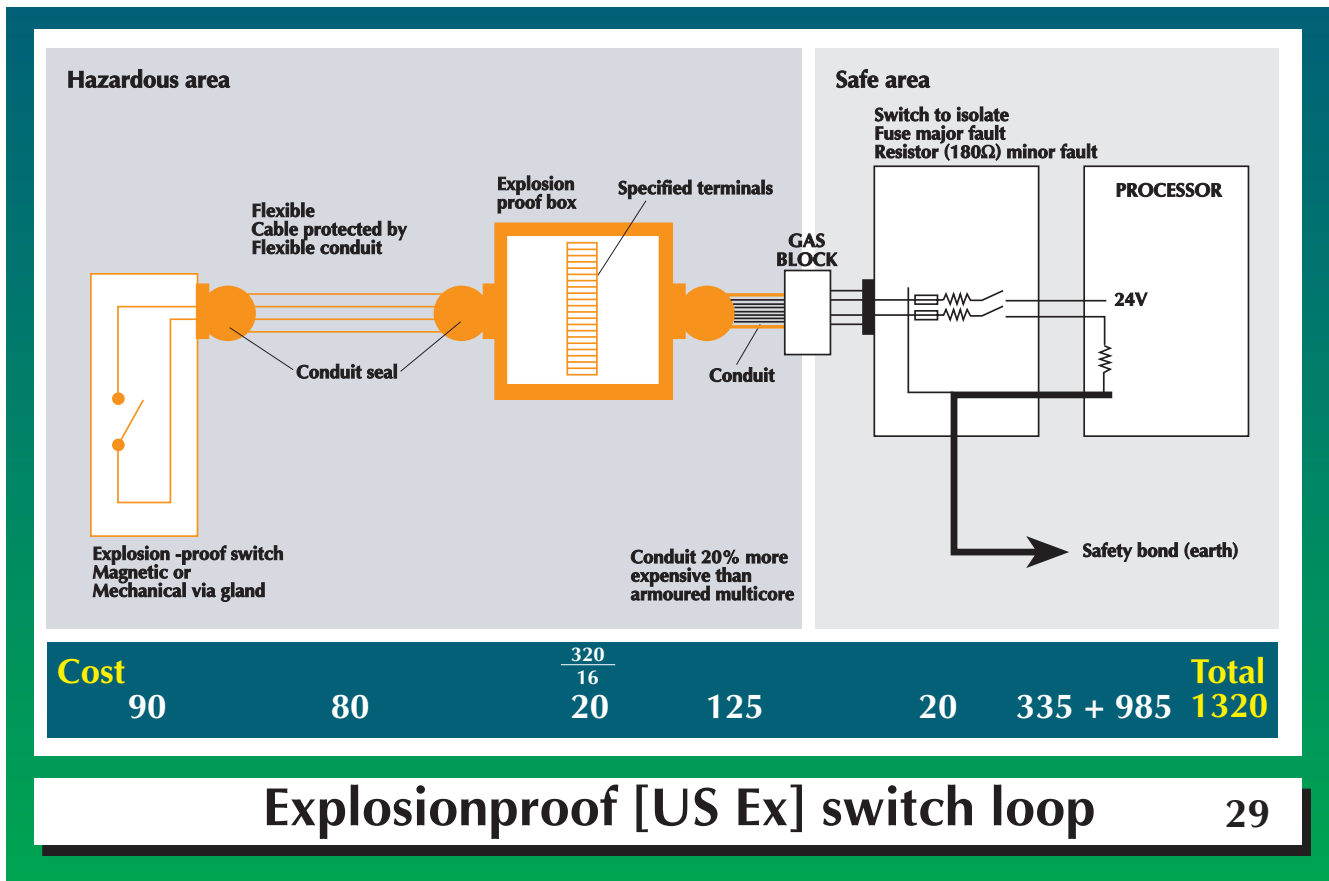 Hazardous area
Safe area
Switch to isolate
Fuse major fault
Resistor (180Ω) minor fault
Explosion
proof box
Specified terminals
PROCESSOR
Flexible
Cable protected by
Flexible conduit
GAS
BLOCK
24V
Conduit seal
Conduit
Explosion -proof switch
Magnetic or
Mechanical via gland
Conduit 20% more
expensive than
armoured multicore
Safety bond (earth)
Cost
320
16
Total
90 80 20 125 20 335 + 985 1320
Explosionproof [US Ex] switch loop 29